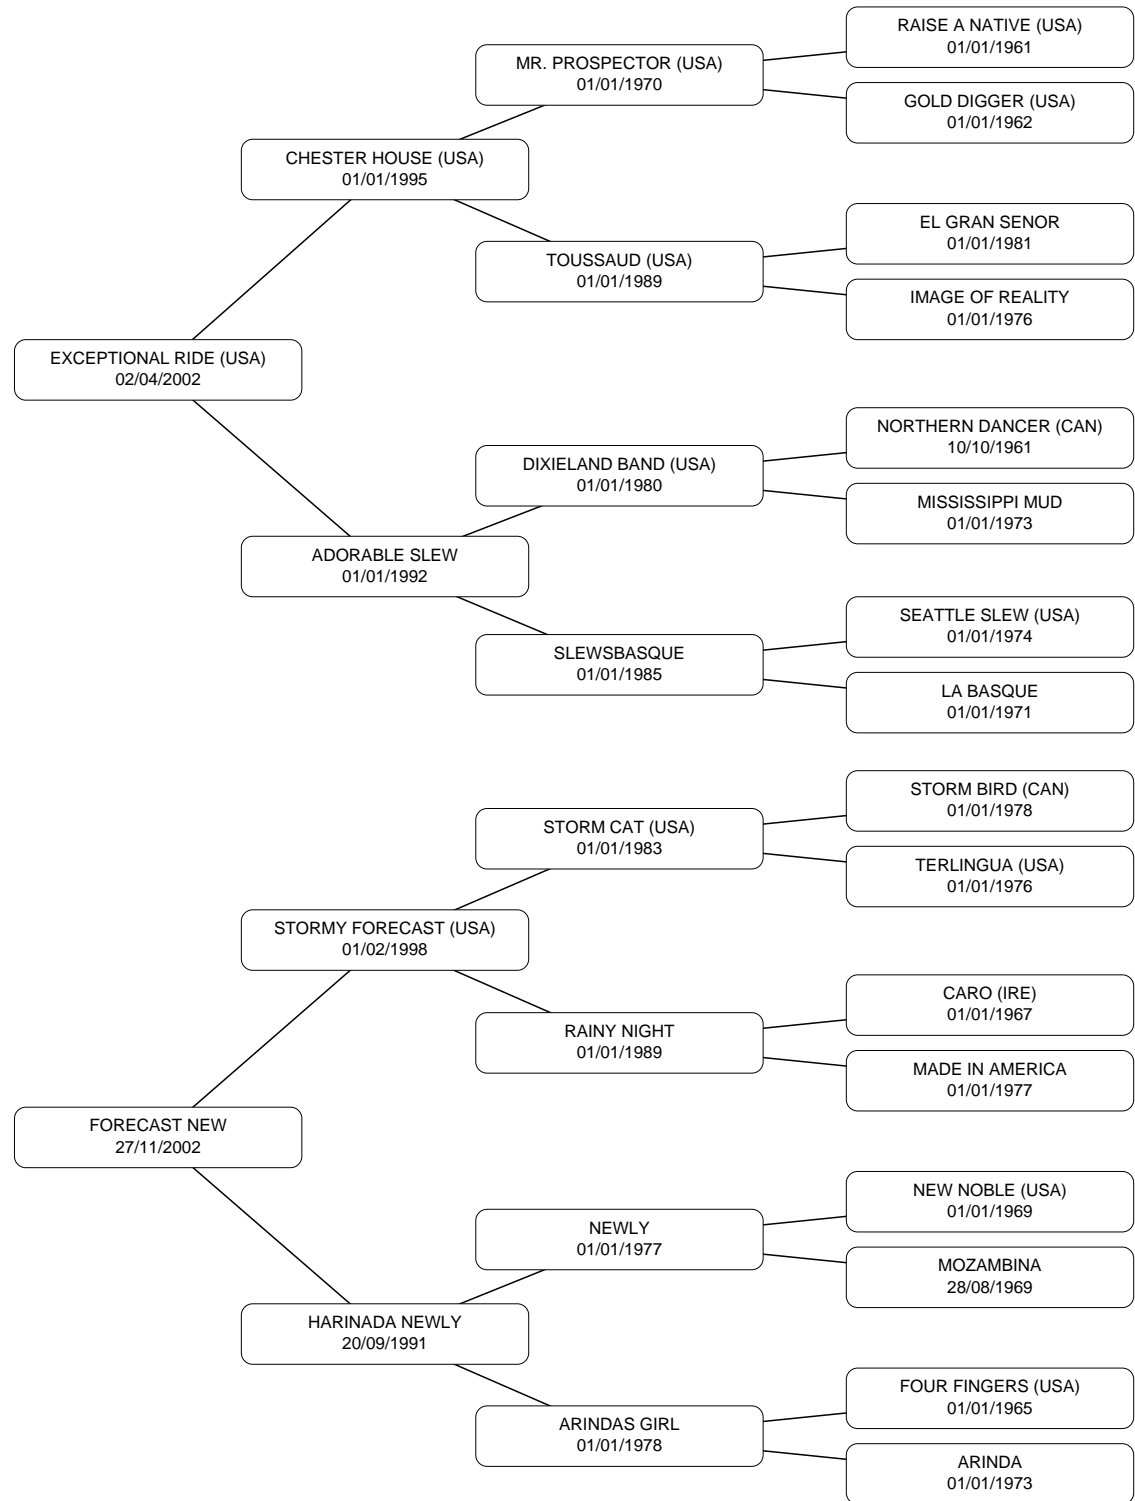 RAISE A NATIVE (USA)
01/01/1961
MR. PROSPECTOR (USA)
01/01/1970
GOLD DIGGER (USA)
01/01/1962
CHESTER HOUSE (USA)
01/01/1995
EL GRAN SENOR
01/01/1981
TOUSSAUD (USA)
01/01/1989
IMAGE OF REALITY
01/01/1976
EXCEPTIONAL RIDE (USA)
02/04/2002
NORTHERN DANCER (CAN)
10/10/1961
DIXIELAND BAND (USA)
01/01/1980
MISSISSIPPI MUD
01/01/1973
ADORABLE SLEW
01/01/1992
SEATTLE SLEW (USA)
01/01/1974
SLEWSBASQUE
01/01/1985
LA BASQUE
01/01/1971
STORM BIRD (CAN)
01/01/1978
STORM CAT (USA)
01/01/1983
TERLINGUA (USA)
01/01/1976
STORMY FORECAST (USA)
01/02/1998
CARO (IRE)
01/01/1967
RAINY NIGHT
01/01/1989
MADE IN AMERICA
01/01/1977
FORECAST NEW
27/11/2002
NEW NOBLE (USA)
01/01/1969
NEWLY
01/01/1977
MOZAMBINA
28/08/1969
HARINADA NEWLY
20/09/1991
FOUR FINGERS (USA)
01/01/1965
ARINDAS GIRL
01/01/1978
ARINDA
01/01/1973